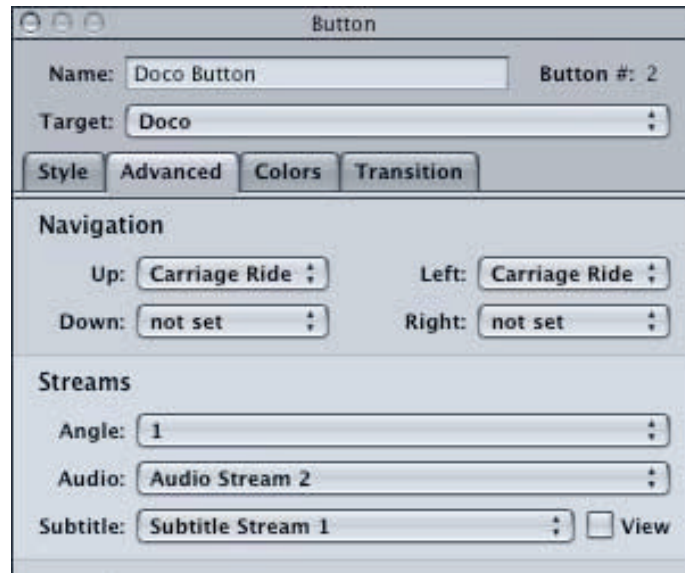 Button
Name: Doco Button Button #: 2
Target: Doco
Style Advanced Colors Transition
Navigation
Up: Carriage Ride Left: Carriage Ride
Down: not set Right: not set
Streams
Angle: 1
Audio: Audio Stream 2
Subtitle: Subtitle Stream 1 View